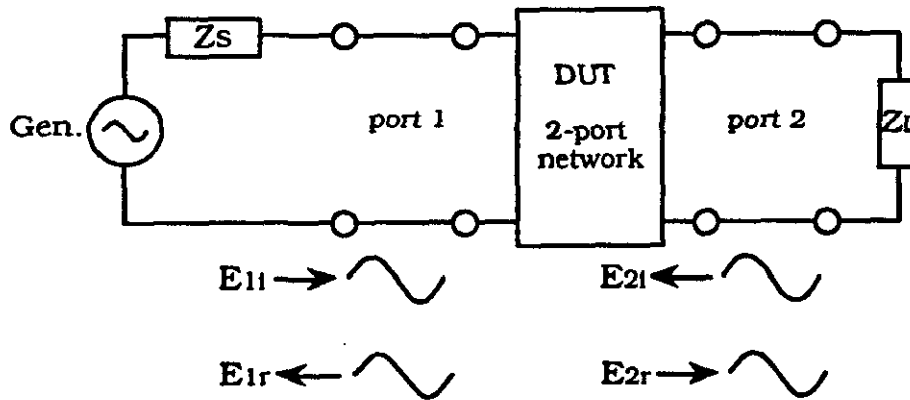 Zs
Gen.
port 1
DUT
2-port
network
port 2
ZL
E1i
E2i
E1r
E2r